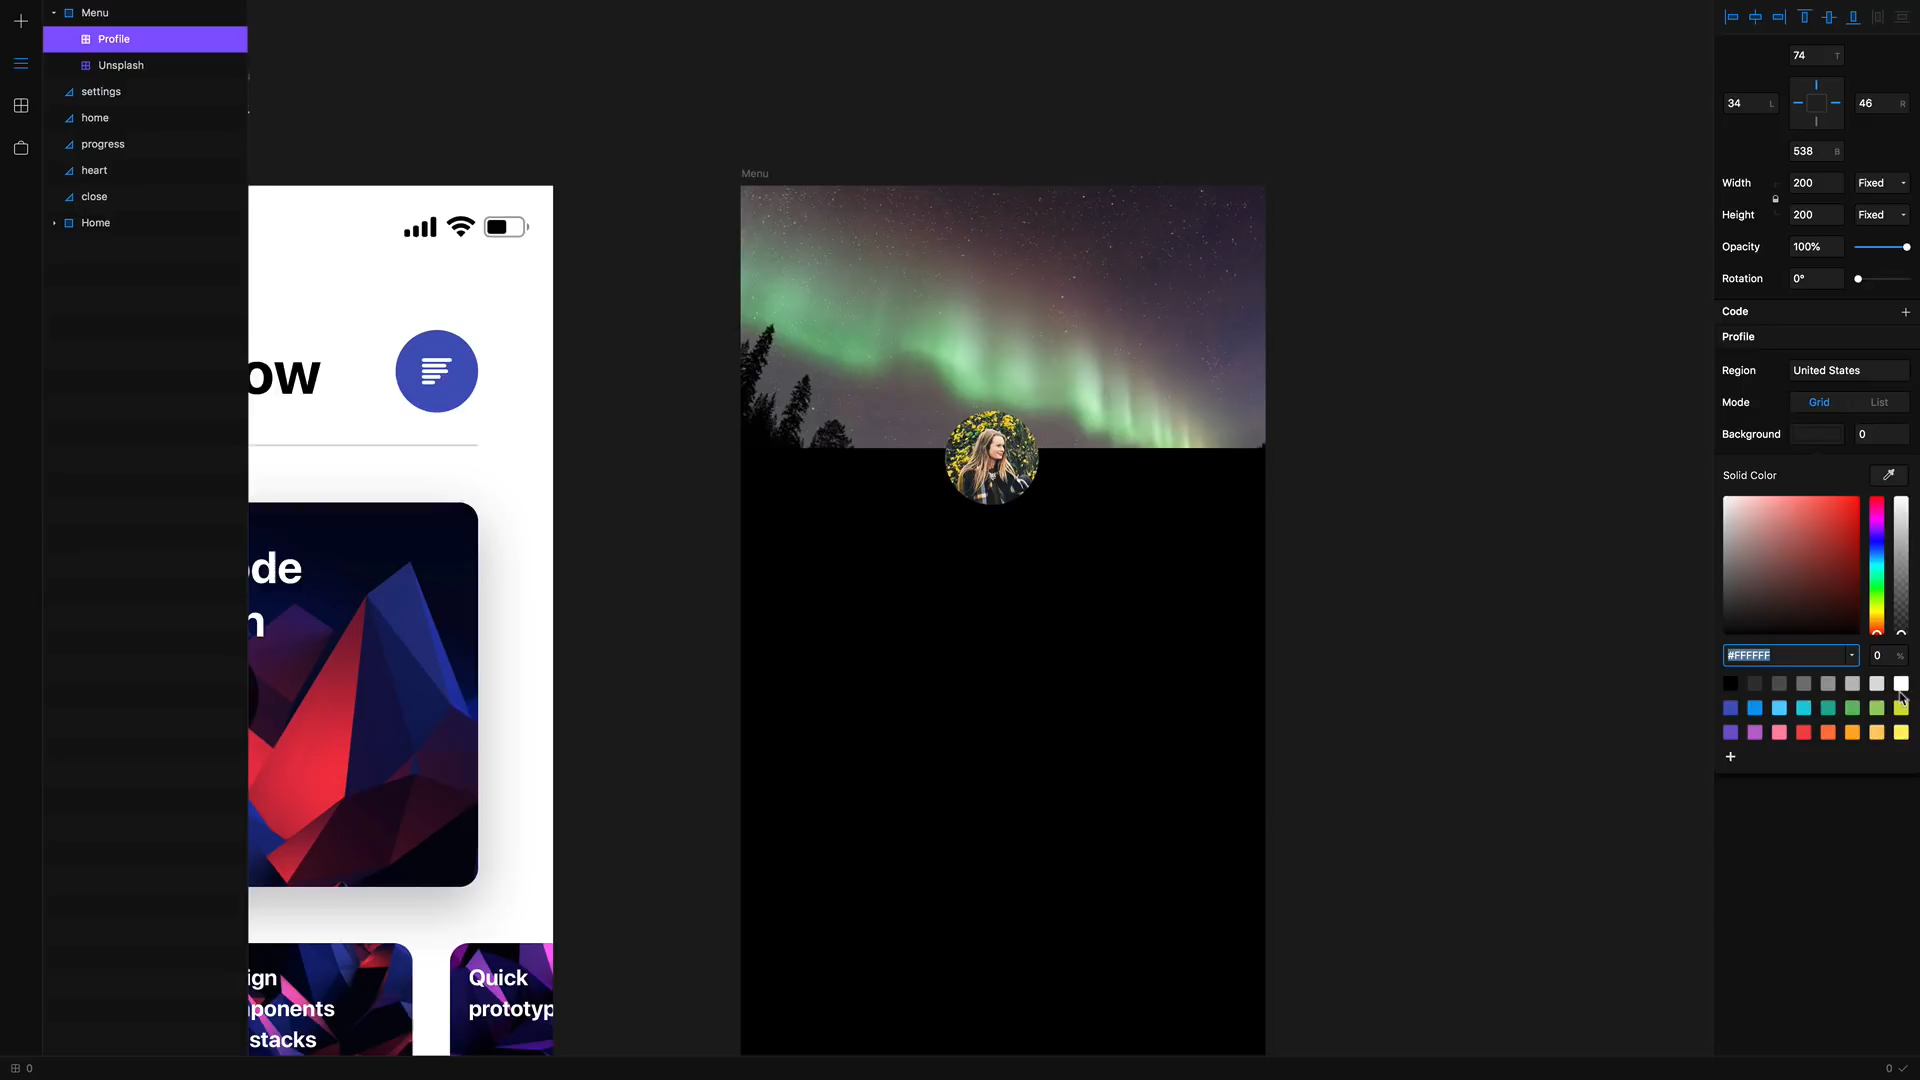 Menu
Profile
Unsplash
settings
home
progress
heart
close
Home
ow
ode
n
ign
ponents
stacks
Quick
prototyp
Menu
74 T
34 L
46 R
538 B
Width 200 Fixed
Height 200 Fixed
Opacity 100%
Rotation 0°
Code
Profile
Region United States
Mode Grid List
Background 0
Solid Color
#FFFFFF 0 %
0
0